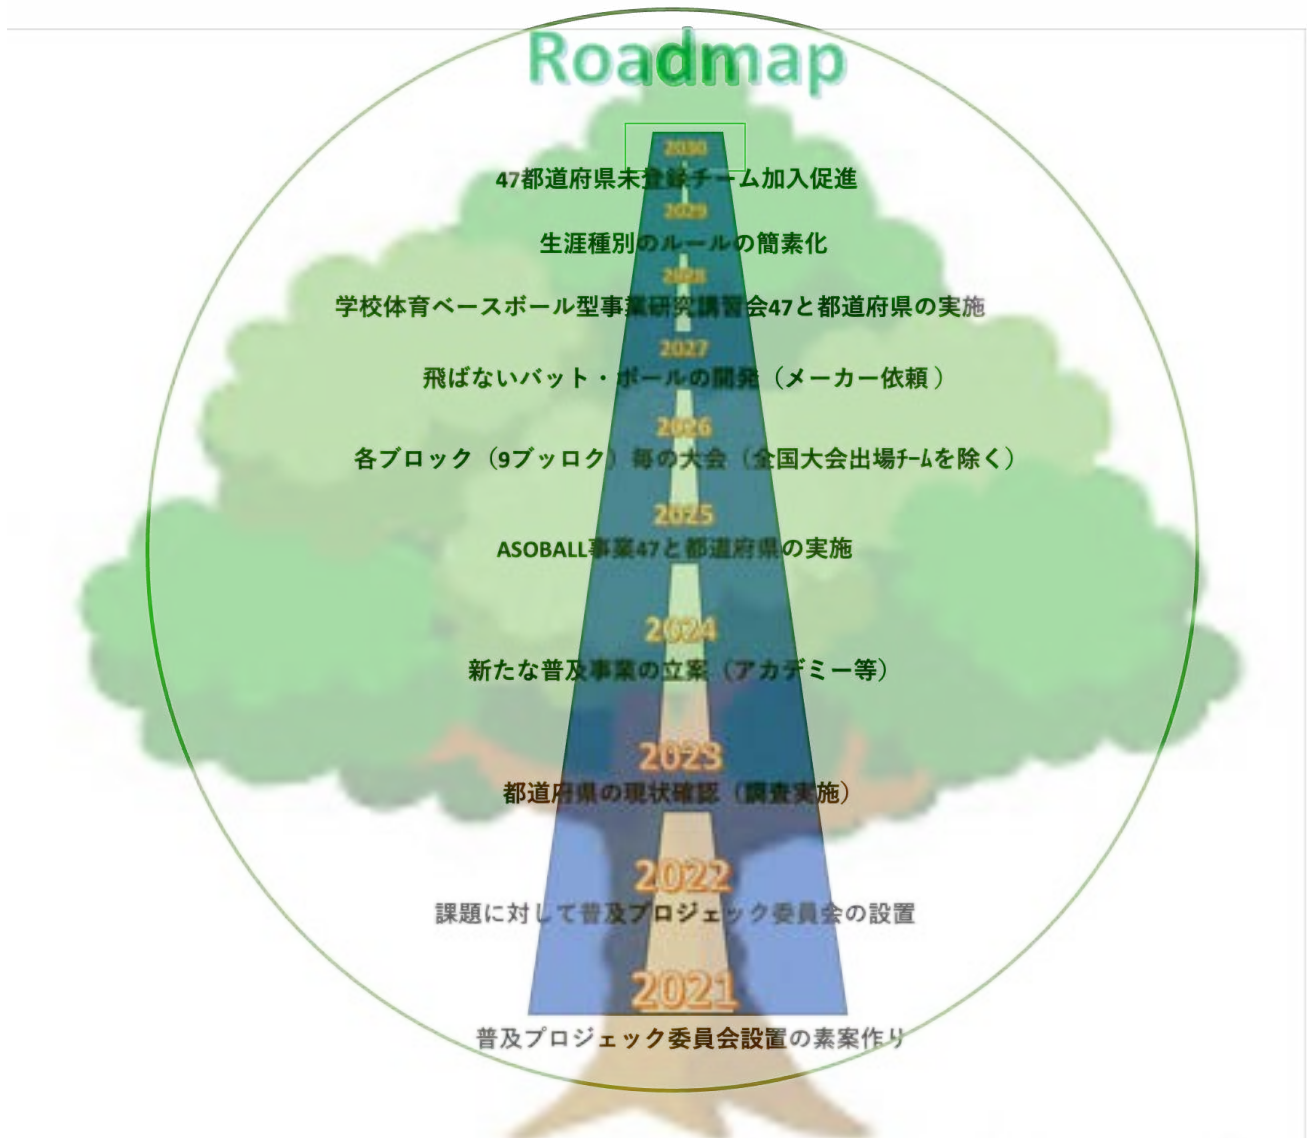 Roadmap
2030
47都道府県未登録チーム加入促進
2029
生涯種別のルールの簡素化
2028
学校体育ベースボール型事業研究講習会47と都道府県の実施
2027
飛ばないバット・ボールの開発（メーカー依頼 ）
2026
各ブロック（9ブッロク）毎の大会（全国大会出場ﾁｰﾑを除く）
2025
ASOBALL事業47と都道府県の実施
2024
新たな普及事業の立案（アカデミー等）
2023
都道府県の現状確認（調査実施）
2022
課題に対して普及プロジェック委員会の設置
2021
普及プロジェック委員会設置の素案作り